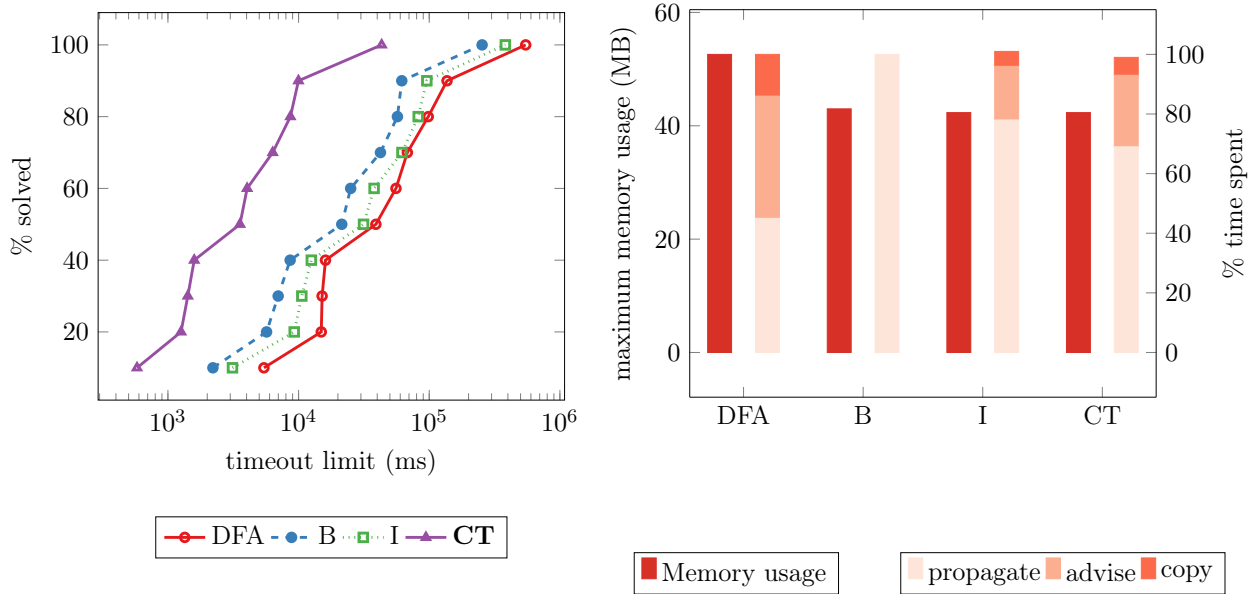 100
80
60
40
20
% solved
10^3
10^4
10^5
10^6
timeout limit (ms)
DFA B I CT
60
40
20
0
maximum memory usage (MB)
100
80
60
40
20
0
% time spent
DFA
B
I
CT
Memory usage
propagate advise copy